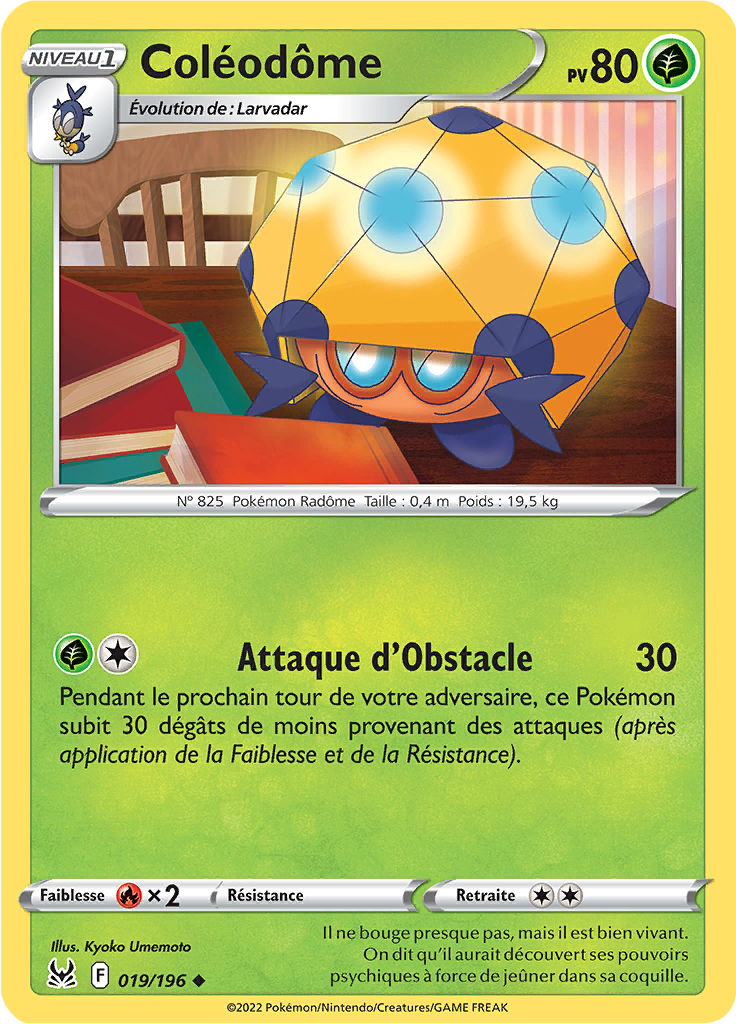 NIVEAU 1
Coléodôme
PV 80
Évolution de : Larvadar
N° 825 Pokémon Radôme Taille : 0,4 m Poids : 19,5 kg
Attaque d'Obstacle 30
Pendant le prochain tour de votre adversaire, ce Pokémon
subit 30 dégâts de moins provenant des attaques (après
application de la Faiblesse et de la Résistance).
Faiblesse ×2 Résistance Retraite
Il ne bouge presque pas, mais il est bien vivant.
On dit qu'il aurait découvert ses pouvoirs
psychiques à force de jeûner dans sa coquille.
Illus. Kyoko Umemoto
F 019/196
©2022 Pokémon/Nintendo/Creatures/GAME FREAK